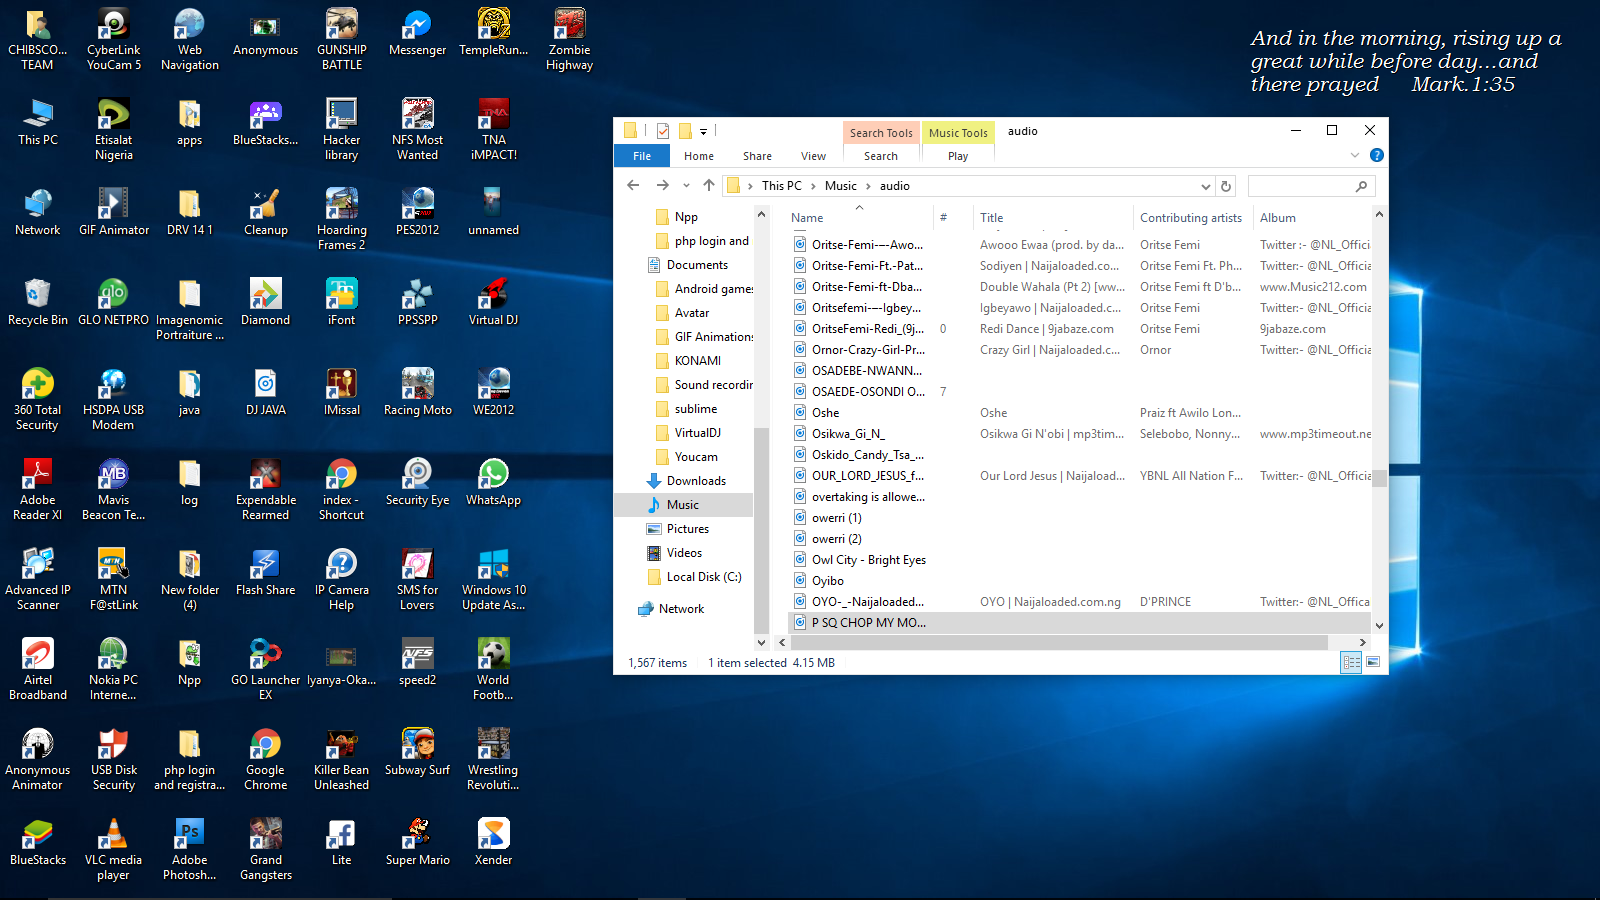 CHIBSCO... TEAM
CyberLink YouCam 5
Web Navigation
Anonymous
GUNSHIP BATTLE
Messenger
TempleRun...
Zombie Highway
This PC
Etisalat Nigeria
apps
BlueStacks...
Hacker library
NFS Most Wanted
TNA iMPACT!
Network
GIF Animator
DRV 14 1
Cleanup
Hoarding Frames 2
PES2012
unnamed
Recycle Bin
GLO NETPRO
Imagenomic Portraiture ...
Diamond
iFont
PPSSPP
Virtual DJ
360 Total Security
HSDPA USB Modem
java
DJ JAVA
IMissal
Racing Moto
WE2012
Adobe Reader XI
Mavis Beacon Te...
log
Expendable Rearmed
index - Shortcut
Security Eye
WhatsApp
Advanced IP Scanner
MTN F@stLink
New folder (4)
Flash Share
IP Camera Help
SMS for Lovers
Windows 10 Update As...
Airtel Broadband
Nokia PC Interne...
Npp
GO Launcher EX
Iyanya-Oka...
speed2
World Footb...
Anonymous Animator
USB Disk Security
php login and registra...
Google Chrome
Killer Bean Unleashed
Subway Surf
Wrestling Revoluti...
BlueStacks
VLC media player
Adobe Photosh...
Grand Gangsters
Lite
Super Mario
Xender
And in the morning, rising up a
great while before day...and
there prayed Mark.1:35
Search Tools
Music Tools
audio
File
Home
Share
View
Search
Play
This PC
Music
audio
Npp
php login and
Documents
Android games
Avatar
GIF Animations
KONAMI
Sound recordin
sublime
VirtualDJ
Youcam
Downloads
Music
Pictures
Videos
Local Disk (C:)
Network
Name # Title Contributing artists Album
Oritse-Femi-–-Awo... Awooo Ewaa (prod. by da... Oritse Femi Twitter :- @NL_Offici
Oritse-Femi-Ft.-Pat... Sodiyen | Naijaloaded.co... Oritse Femi Ft. Ph... Twitter:- @NL_Officia
Oritse-Femi-ft-Dba... Double Wahala (Pt 2) [ww... Oritse Femi ft D'b... www.Music212.com
Oritsefemi-–-Igbey... Igbeyawo | Naijaloaded.c... Oritse Femi Twitter:- @NL_Officia
OritseFemi-Redi_(9j... 0 Redi Dance | 9jabaze.com Oritse Femi 9jabaze.com
Ornor-Crazy-Girl-Pr... Crazy Girl | Naijaloaded.c... Ornor Twitter:- @NL_Officia
OSADEBE-NWANN...
OSAEDE-OSONDI O... 7
Oshe Oshe Praiz ft Awilo Lon...
Osikwa_Gi_N_ Osikwa Gi N'obi | mp3tim... Selebobo, Nonny... www.mp3timeout.ne
Oskido_Candy_Tsa_...
OUR_LORD_JESUS_f... Our Lord Jesus | Naijaload... YBNL All Nation F... Twitter:- @NL_Officia
overtaking is allowe...
owerri (1)
owerri (2)
Owl City - Bright Eyes
Oyibo
OYO-_-Naijaloaded... OYO | Naijaloaded.com.ng D'PRINCE Twitter:- @NL_Offica
P SQ CHOP MY MO...
1,567 items 1 item selected 4.15 MB